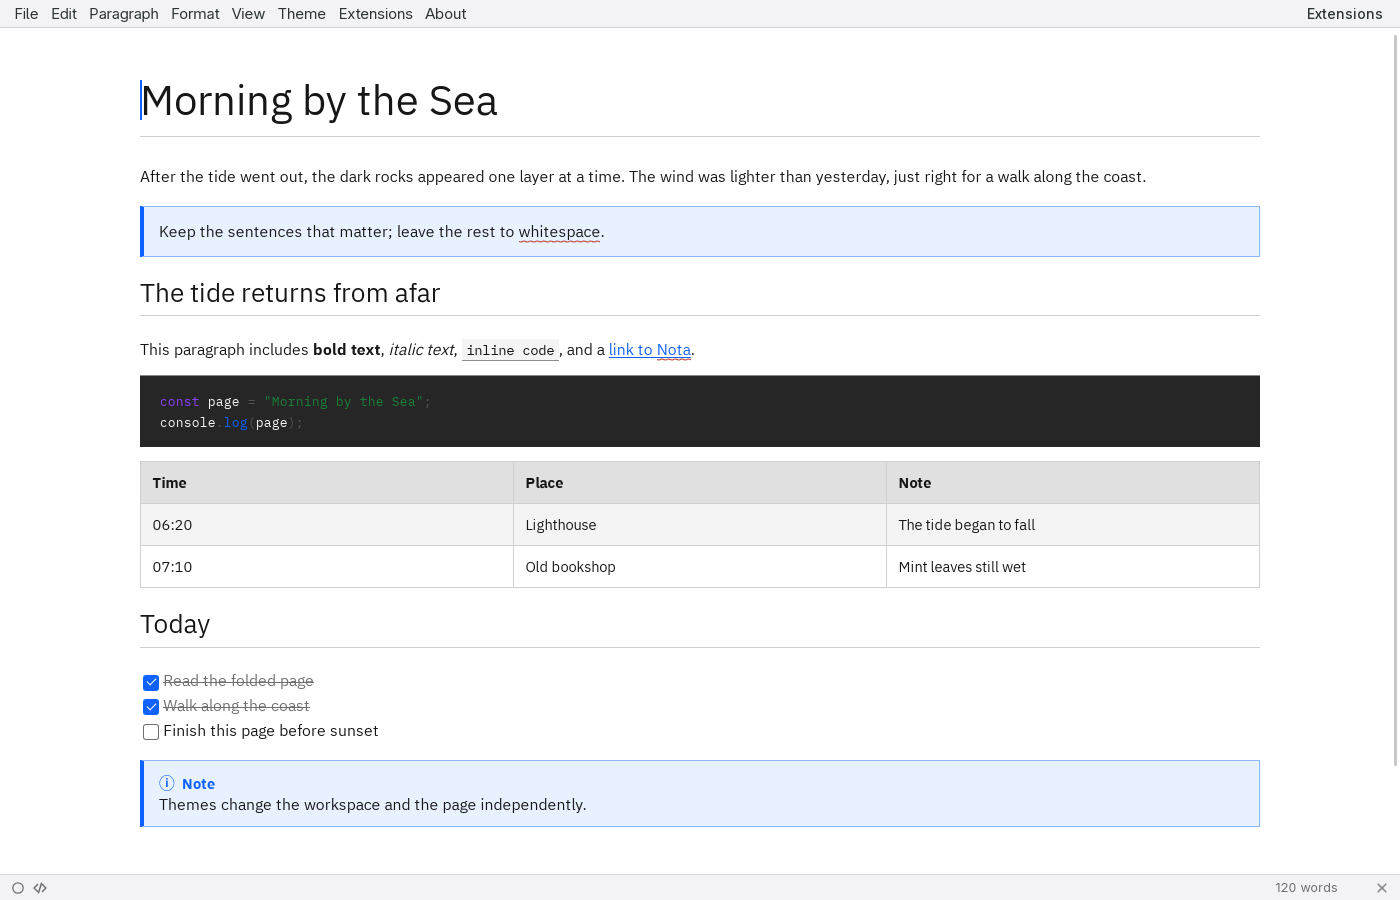 File Edit Paragraph Format View Theme Extensions About Extensions
Morning by the Sea
After the tide went out, the dark rocks appeared one layer at a time. The wind was lighter than yesterday, just right for a walk along the coast.
Keep the sentences that matter; leave the rest to whitespace.
The tide returns from afar
This paragraph includes bold text, italic text, inline code, and a link to Nota.
const page = "Morning by the Sea";
console.log(page);
Time Place Note
06:20 Lighthouse The tide began to fall
07:10 Old bookshop Mint leaves still wet
Today
Read the folded page
Walk along the coast
Finish this page before sunset
Note
Themes change the workspace and the page independently.
120 words